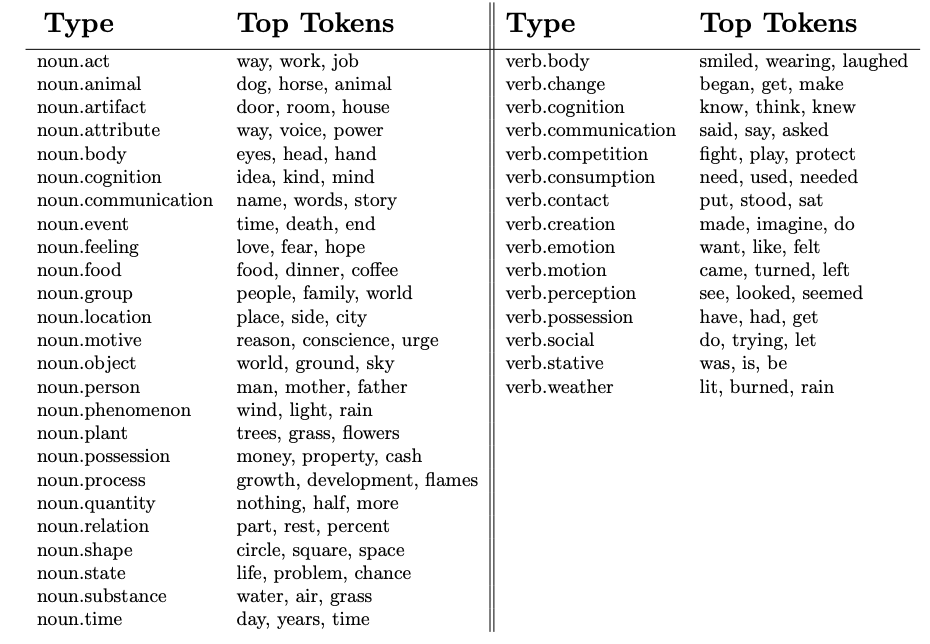 Type Top Tokens Type Top Tokens
noun.act way, work, job verb.body smiled, wearing, laughed
noun.animal dog, horse, animal verb.change began, get, make
noun.artifact door, room, house verb.cognition know, think, knew
noun.attribute way, voice, power verb.communication said, say, asked
noun.body eyes, head, hand verb.competition fight, play, protect
noun.cognition idea, kind, mind verb.consumption need, used, needed
noun.communication name, words, story verb.contact put, stood, sat
noun.event time, death, end verb.creation made, imagine, do
noun.feeling love, fear, hope verb.emotion want, like, felt
noun.food food, dinner, coffee verb.motion came, turned, left
noun.group people, family, world verb.perception see, looked, seemed
noun.location place, side, city verb.possession have, had, get
noun.motive reason, conscience, urge verb.social do, trying, let
noun.object world, ground, sky verb.stative was, is, be
noun.person man, mother, father verb.weather lit, burned, rain
noun.phenomenon wind, light, rain
noun.plant trees, grass, flowers
noun.possession money, property, cash
noun.process growth, development, flames
noun.quantity nothing, half, more
noun.relation part, rest, percent
noun.shape circle, square, space
noun.state life, problem, chance
noun.substance water, air, grass
noun.time day, years, time